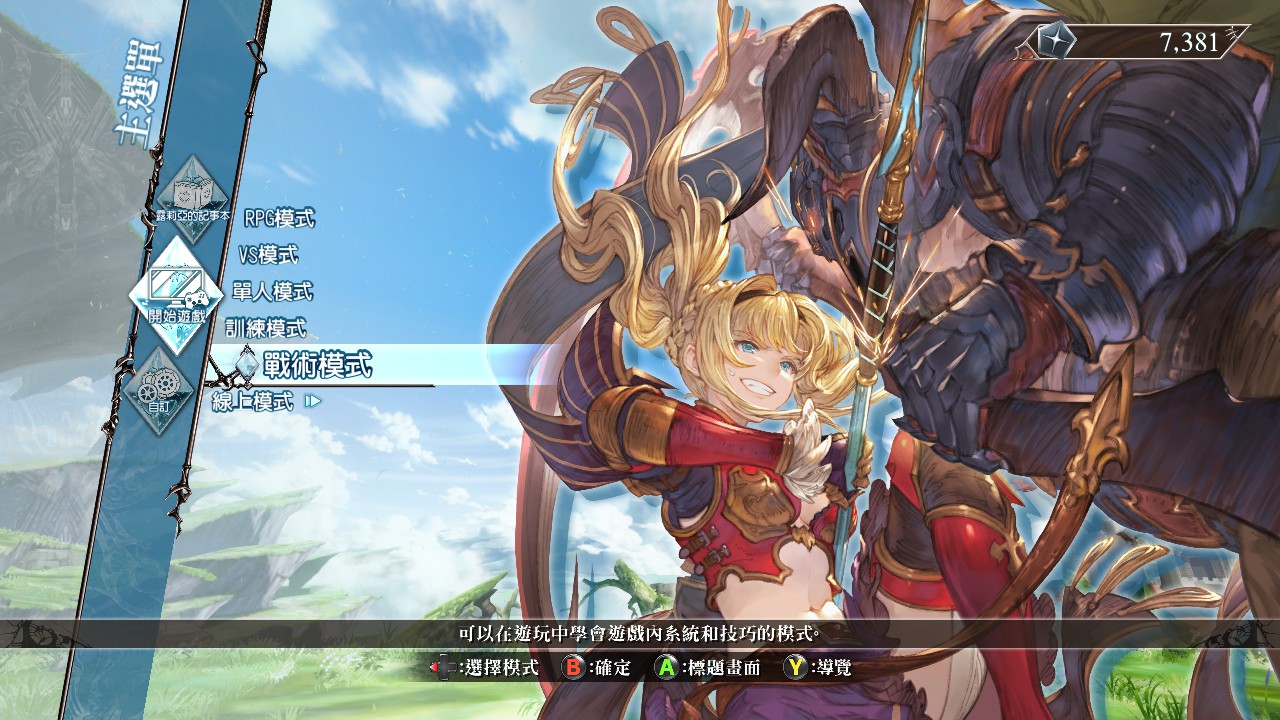 主選單
7,381
露莉亞的記事本
開始遊戲
自訂
RPG模式
VS模式
單人模式
訓練模式
戰術模式
線上模式
可以在遊玩中學會遊戲內系統和技巧的模式。
:選擇模式 B:確定 A:標題畫面 Y:導覽